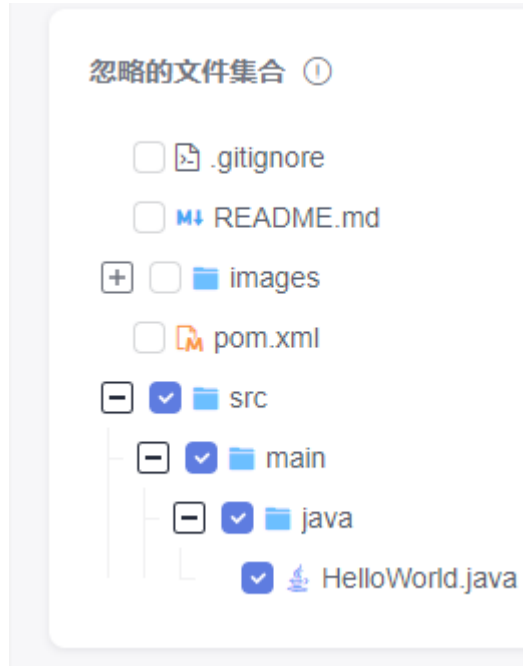 忽略的文件集合
.gitignore
README.md
images
pom.xml
src
main
java
HelloWorld.java